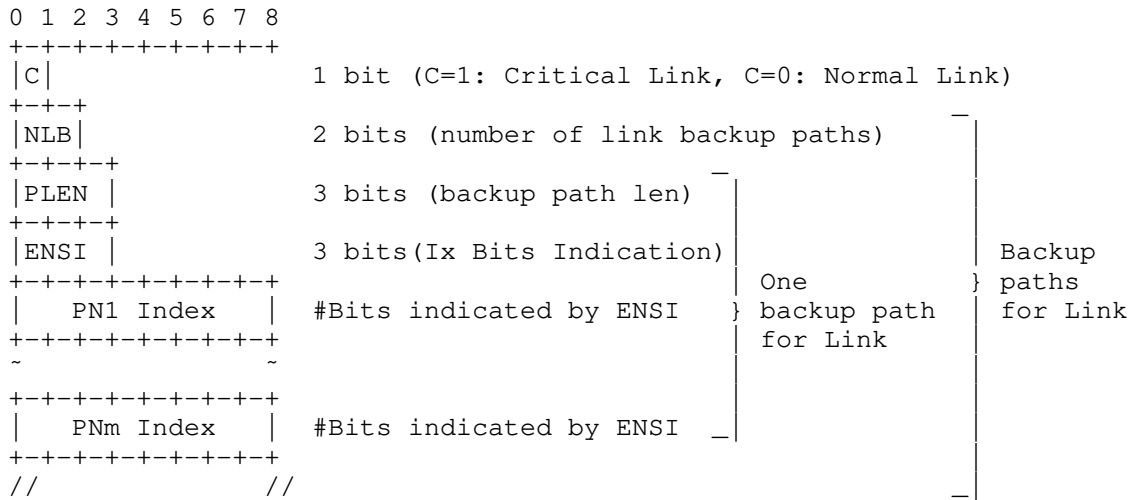 0 1 2 3 4 5 6 7 8
+-+-+-+-+-+-+-+-+
|C|                1 bit (C=1: Critical Link, C=0: Normal Link)
+-+-+                                                      _
|NLB|              2 bits (number of link backup paths)     |
+-+-+-+                                     _               |
|PLEN |            3 bits (backup path len)  |              |
+-+-+-+                                      |              |
|ENSI |            3 bits(Ix Bits Indication)|              | Backup
+-+-+-+-+-+-+-+-+                            | One          } paths
|   PN1 Index   |  #Bits indicated by ENSI   } backup path  | for Link
+-+-+-+-+-+-+-+-+                            | for Link     |
~               ~                            |              |
+-+-+-+-+-+-+-+-+                            |              |
|   PNm Index   |  #Bits indicated by ENSI  _|              |
+-+-+-+-+-+-+-+-+                                           |
//              //                                         _|